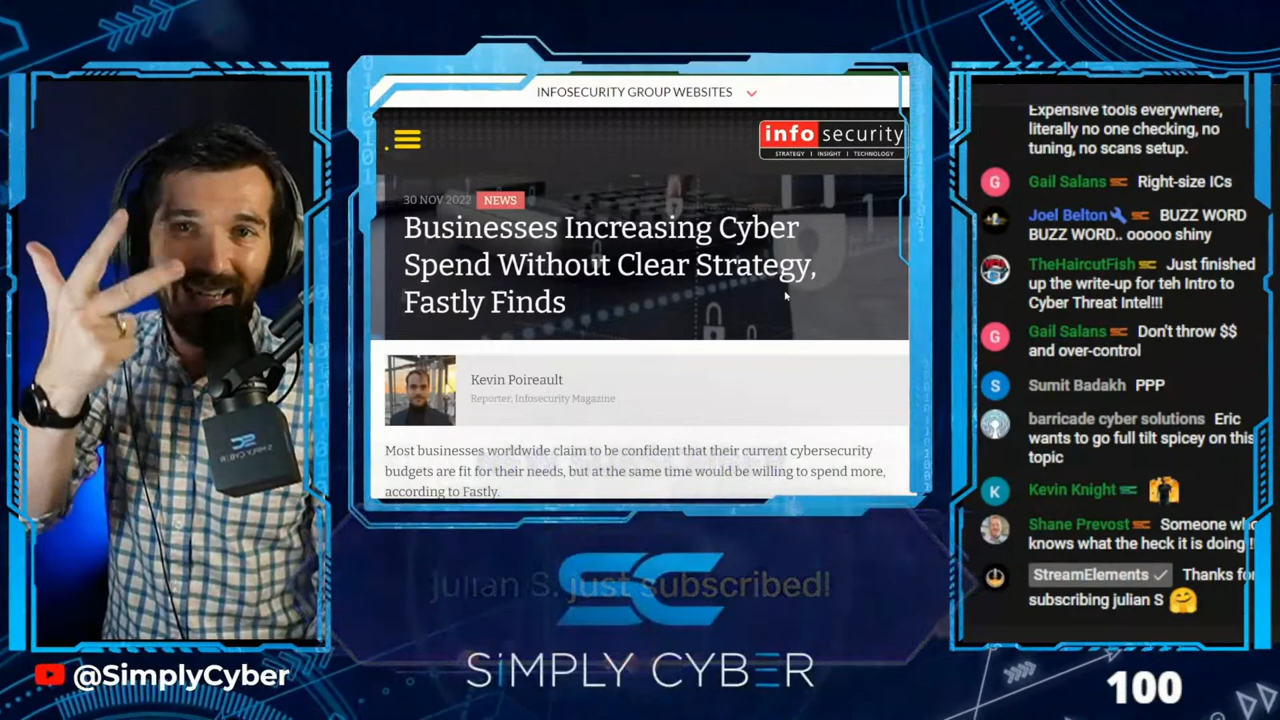 INFOSECURITY GROUP WEBSITES
info security
STRATEGY | INSIGHT | TECHNOLOGY
30 NOV 2022 NEWS
Businesses Increasing Cyber
Spend Without Clear Strategy,
Fastly Finds
Kevin Poireault
Reporter, Infosecurity Magazine
Most businesses worldwide claim to be confident that their current cybersecurity
budgets are fit for their needs, but at the same time would be willing to spend more,
according to Fastly.
Julian S. just subscribed!
SC
SiMPLY CYBER
@SimplyCyber
Expensive tools everywhere,
literally no one checking, no
tuning, no scans setup.
G Gail Salans SC Right-size ICs
Joel Belton SC BUZZ WORD
BUZZ WORD.. ooooo shiny
TheHaircutFish SC Just finished
up the write-up for teh Intro to
Cyber Threat Intel!!!
G Gail Salans SC Don't throw $$
and over-control
S Sumit Badakh PPP
barricade cyber solutions Eric
wants to go full tilt spicey on this
topic
K Kevin Knight SC
Shane Prevost SC Someone who
knows what the heck it is doing!!
StreamElements Thanks for
subscribing julian S
100